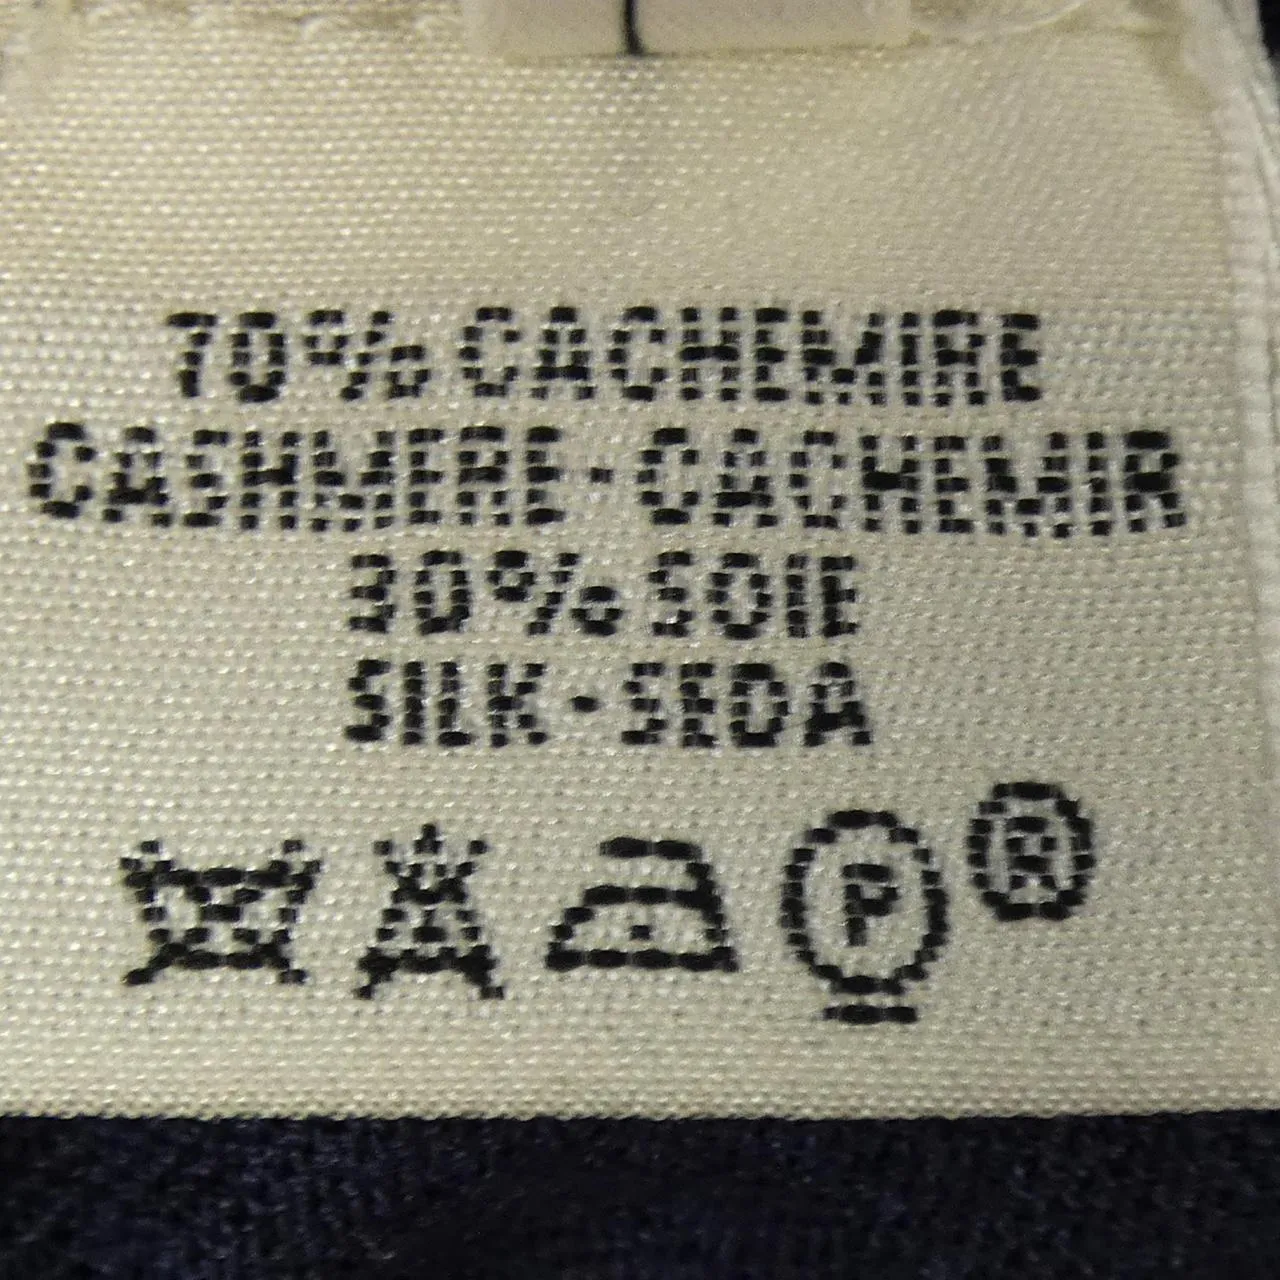 70% CACHEMIRE
CASHMERE-CACHEMIR
30% SOIE
SILK-SEDA
P ®